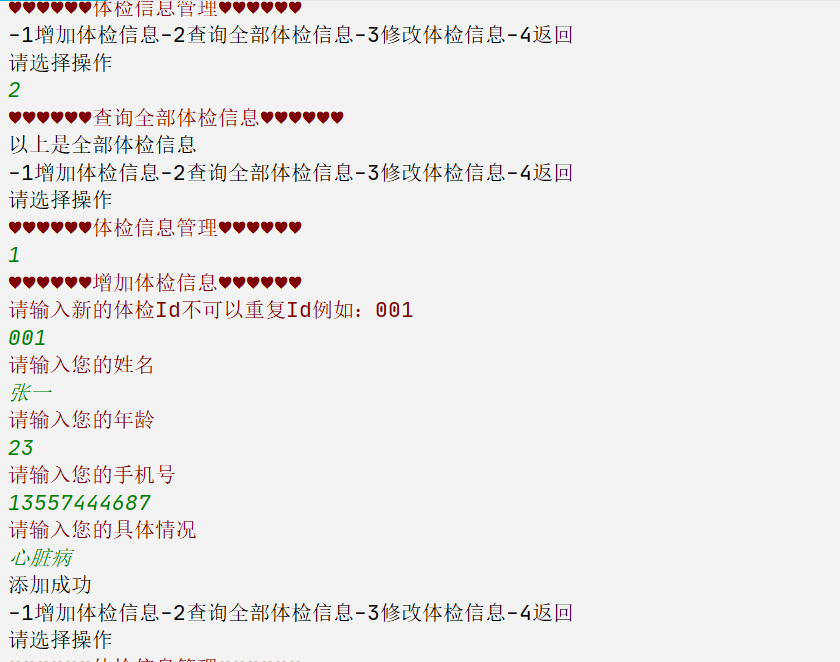 ♥♥♥♥♥♥体检信息管理♥♥♥♥♥♥
-1增加体检信息-2查询全部体检信息-3修改体检信息-4返回
请选择操作
2
♥♥♥♥♥♥查询全部体检信息♥♥♥♥♥♥
以上是全部体检信息
-1增加体检信息-2查询全部体检信息-3修改体检信息-4返回
请选择操作
♥♥♥♥♥♥体检信息管理♥♥♥♥♥♥
1
♥♥♥♥♥♥增加体检信息♥♥♥♥♥♥
请输入新的体检Id不可以重复Id例如：001
001
请输入您的姓名
张一
请输入您的年龄
23
请输入您的手机号
13557444687
请输入您的具体情况
心脏病
添加成功
-1增加体检信息-2查询全部体检信息-3修改体检信息-4返回
请选择操作
♥♥♥♥♥♥体检信息管理♥♥♥♥♥♥